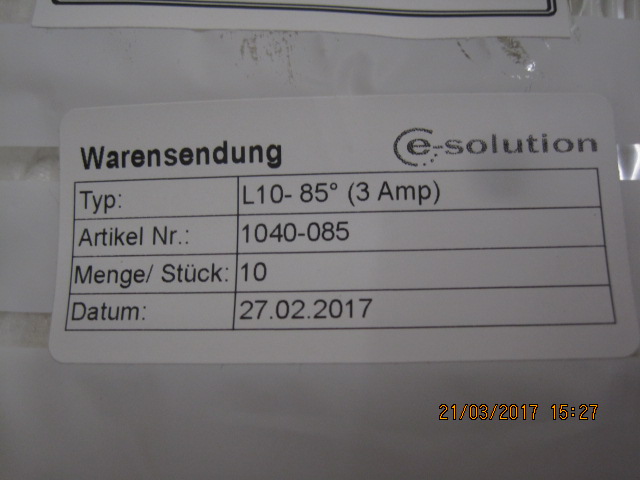 Warensendung
e-solution
Typ: L10- 85° (3 Amp)
Artikel Nr.: 1040-085
Menge/ Stück: 10
Datum: 27.02.2017
21/03/2017 15:27